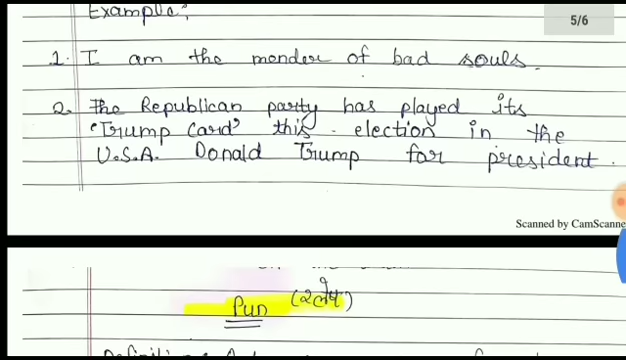 Example:
5/6
1. I am the mender of bad souls.
2. The Republican party has played its
'Trump Card' this election in the
U.S.A. Donald Trump for president.
Scanned by CamScanne
Pun (श्लेष)